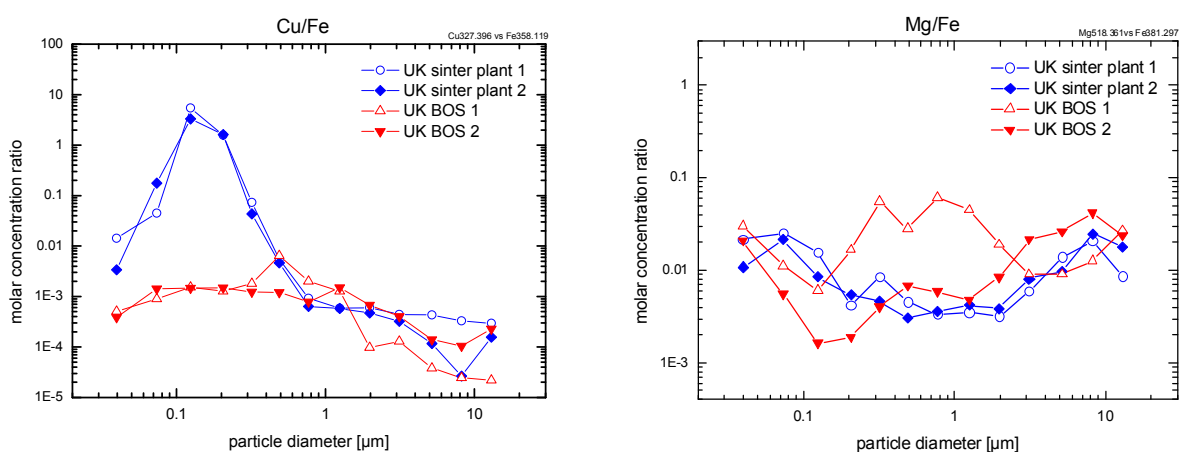 Cu/Fe
Cu327.396 vs Fe358.119
100
10
1
0.1
0.01
1E-3
1E-4
1E-5
molar concentration ratio
UK sinter plant 1
UK sinter plant 2
UK BOS 1
UK BOS 2
0.1
1
10
particle diameter [µm]
Mg/Fe
Mg518.361vs Fe381.297
1
0.1
0.01
1E-3
molar concentration ratio
UK sinter plant 1
UK sinter plant 2
UK BOS 1
UK BOS 2
0.1
1
10
particle diameter [µm]